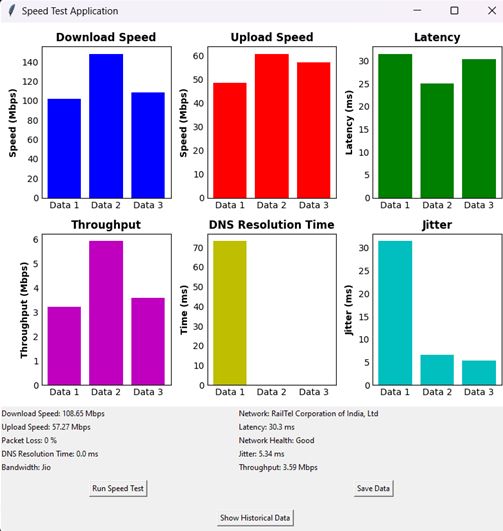 Speed Test Application
Download Speed
Upload Speed
Latency
Speed (Mbps)
140
120
100
80
60
40
20
0
Data 1 Data 2 Data 3
Speed (Mbps)
60
50
40
30
20
10
0
Data 1 Data 2 Data 3
Latency (ms)
30
25
20
15
10
5
0
Data 1 Data 2 Data 3
Throughput
DNS Resolution Time
Jitter
Throughput (Mbps)
6
5
4
3
2
1
0
Data 1 Data 2 Data 3
Time (ms)
70
60
50
40
30
20
10
0
Data 1 Data 2 Data 3
Jitter (ms)
30
25
20
15
10
5
0
Data 1 Data 2 Data 3
Download Speed: 108.65 Mbps
Network: RailTel Corporation of India, Ltd
Upload Speed: 57.27 Mbps
Latency: 30.3 ms
Packet Loss: 0 %
Network Health: Good
DNS Resolution Time: 0.0 ms
Jitter: 5.34 ms
Bandwidth: Jio
Throughput: 3.59 Mbps
Run Speed Test
Save Data
Show Historical Data